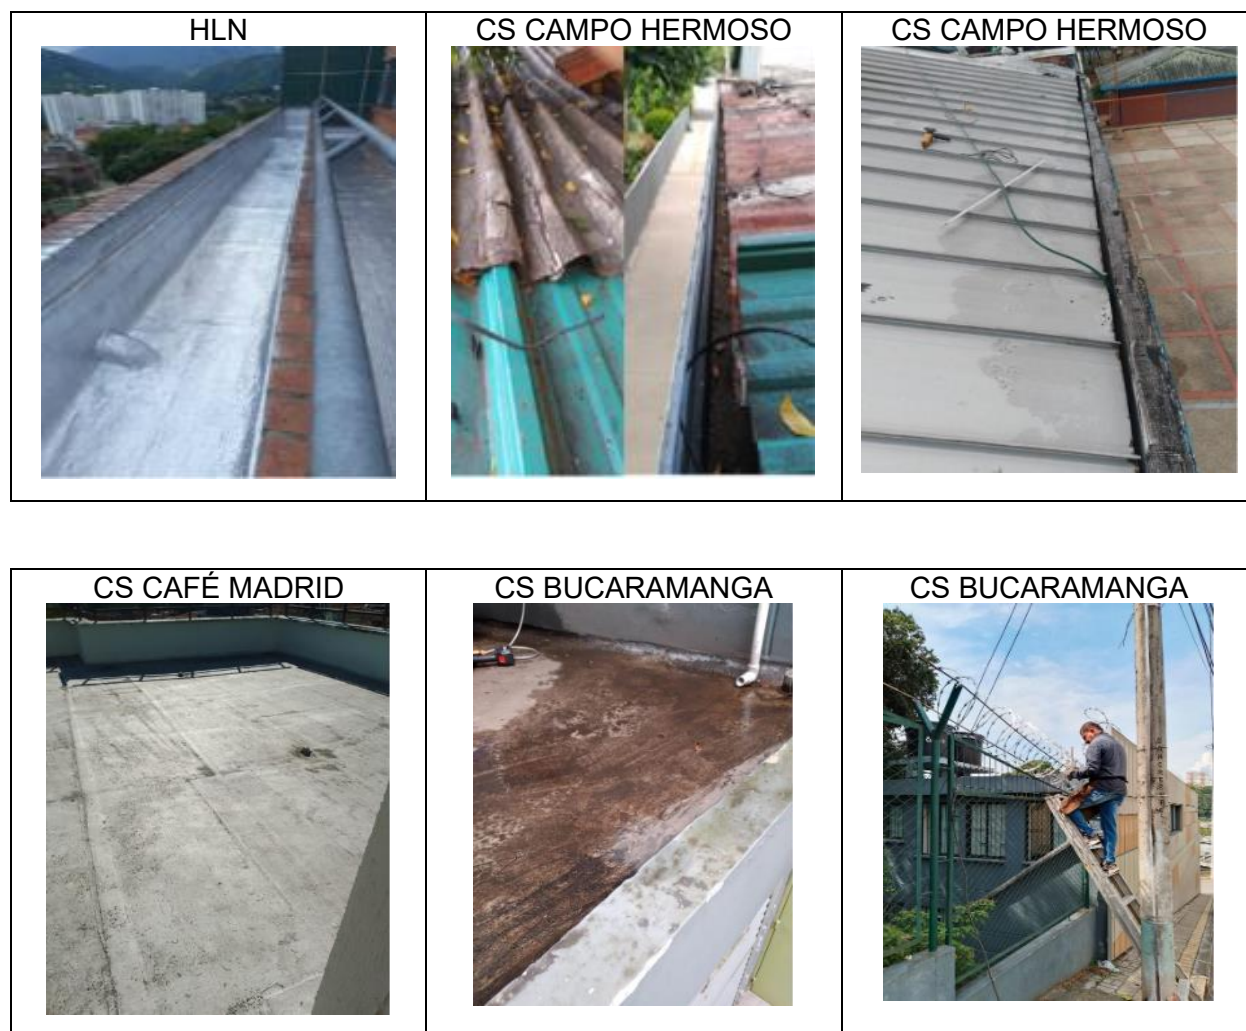 HLN
CS CAMPO HERMOSO
CS CAMPO HERMOSO
CS CAFÉ MADRID
CS BUCARAMANGA
CS BUCARAMANGA